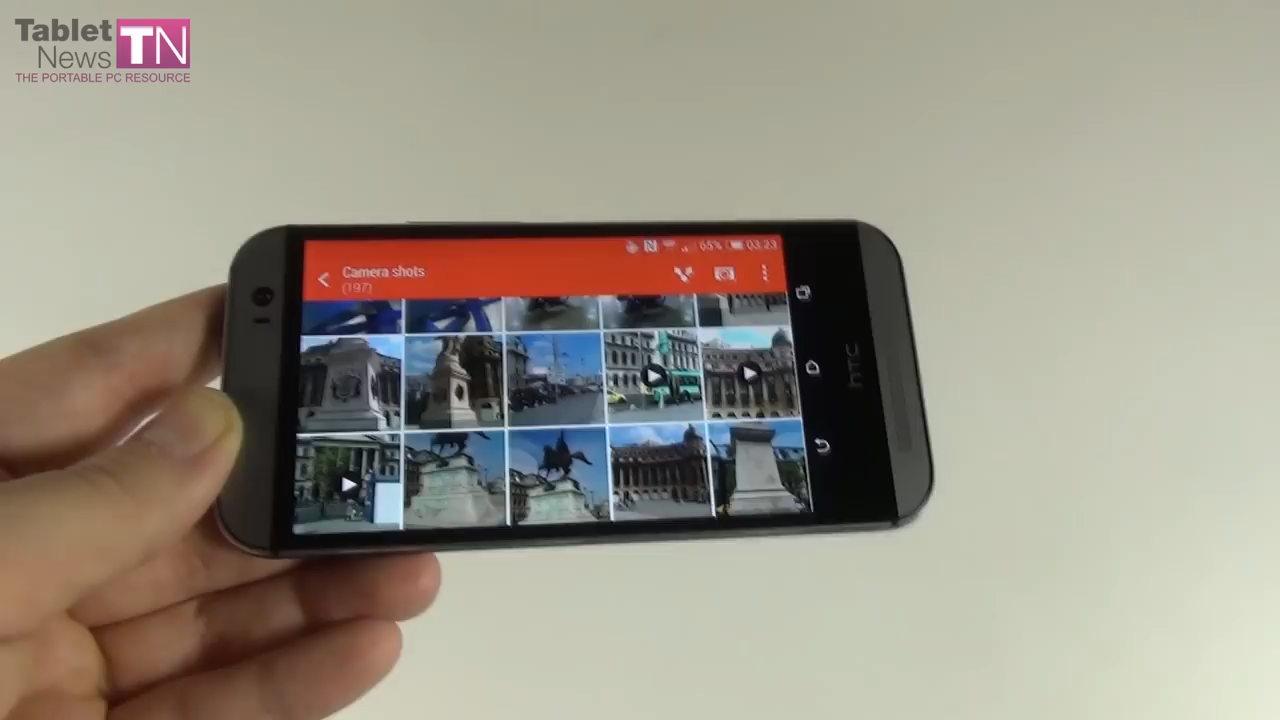 Tablet
News TN
THE PORTABLE PC RESOURCE
65% 03:23
Camera shots
(197)
hTC